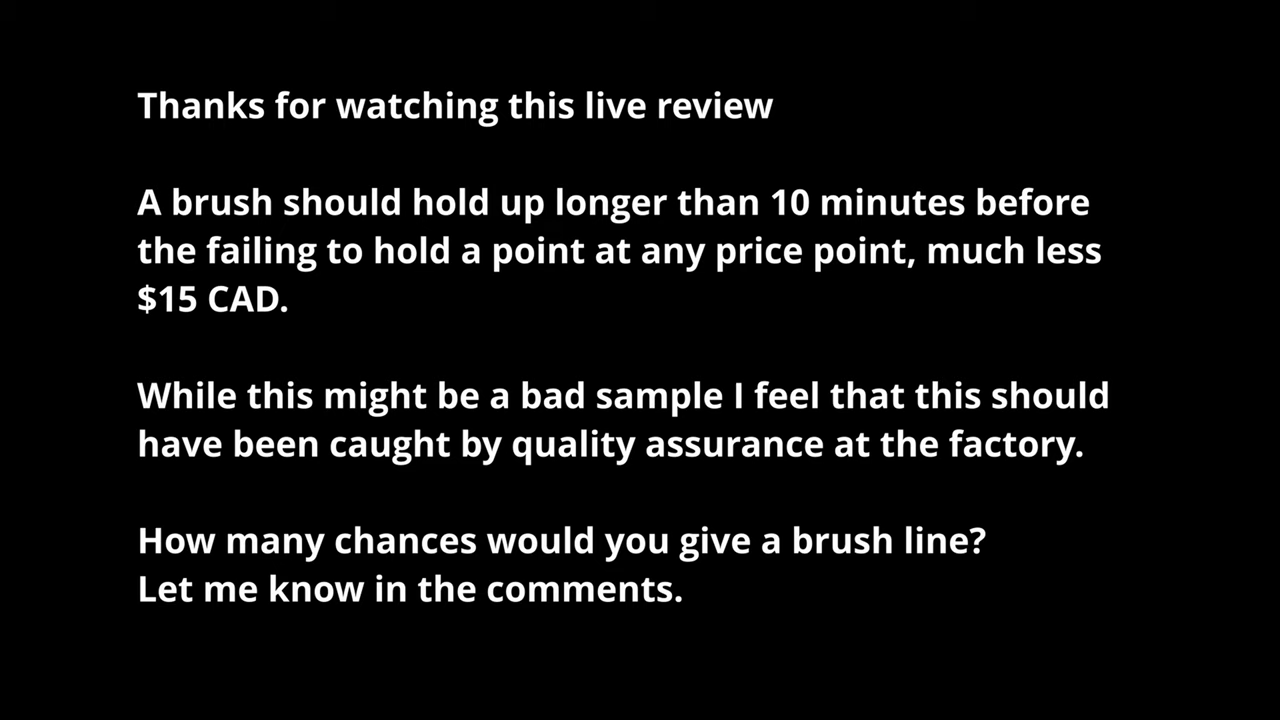 Thanks for watching this live review
A brush should hold up longer than 10 minutes before
the failing to hold a point at any price point, much less
$15 CAD.
While this might be a bad sample I feel that this should
have been caught by quality assurance at the factory.
How many chances would you give a brush line?
Let me know in the comments.